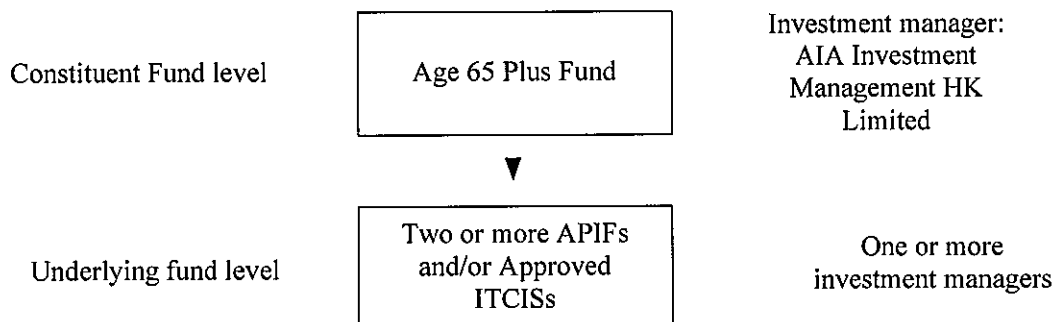 Constituent Fund level
Age 65 Plus Fund
Investment manager:
AIA Investment
Management HK
Limited
Underlying fund level
Two or more APIFs
and/or Approved
ITCISs
One or more
investment managers